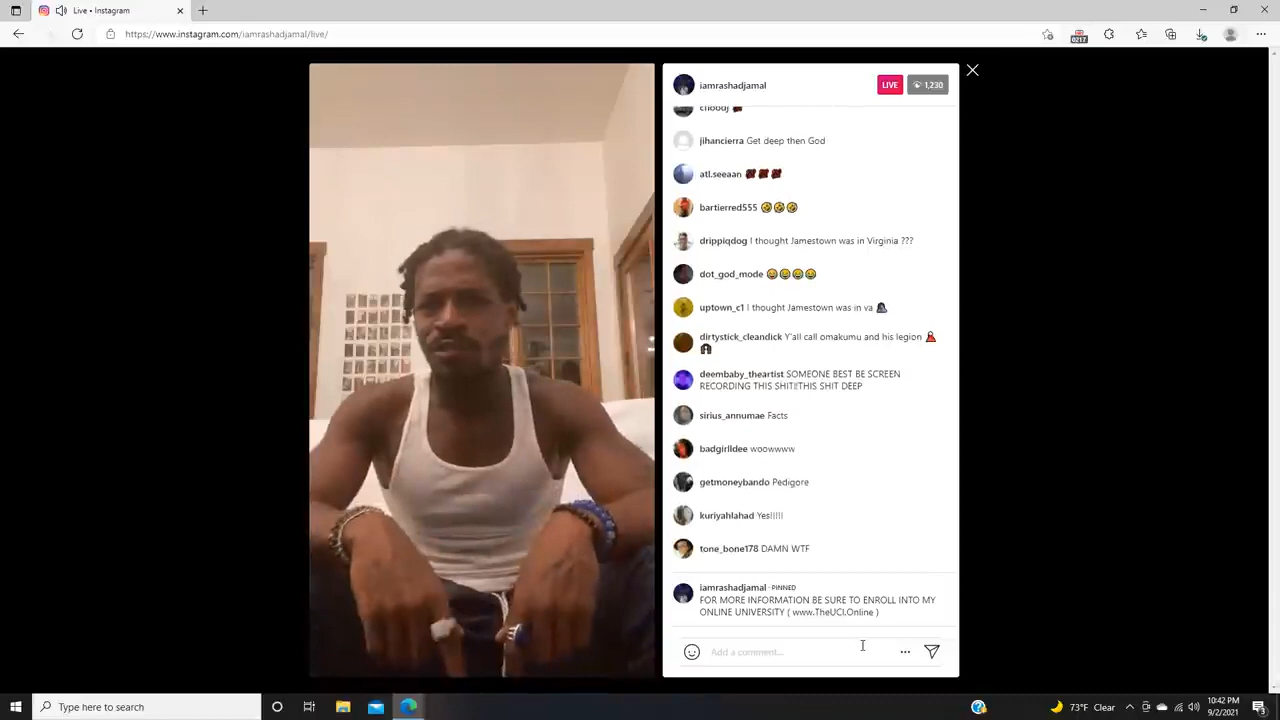 Live • Instagram
https://www.instagram.com/iamrashadjamal/live/
iamrashadjamal
LIVE
1,230
jihancierra Get deep then God
atl.seeaan
bartierred555
drippiqdog I thought Jamestown was in Virginia ???
dot_god_mode
uptown_c1 I thought Jamestown was in va
dirtystick_cleandick Y'all call omakumu and his legion
deembaby_theartist SOMEONE BEST BE SCREEN
RECORDING THIS SHIT!!THIS SHIT DEEP
sirius_annumae Facts
badgirlldee woowwww
getmoneybando Pedigore
kuriyahlahad Yes!!!!!
tone_bone178 DAMN WTF
iamrashadjamal · PINNED
FOR MORE INFORMATION BE SURE TO ENROLL INTO MY
ONLINE UNIVERSITY ( www.TheUCI.Online )
Add a comment...
Type here to search
73°F Clear
10:42 PM
9/2/2021